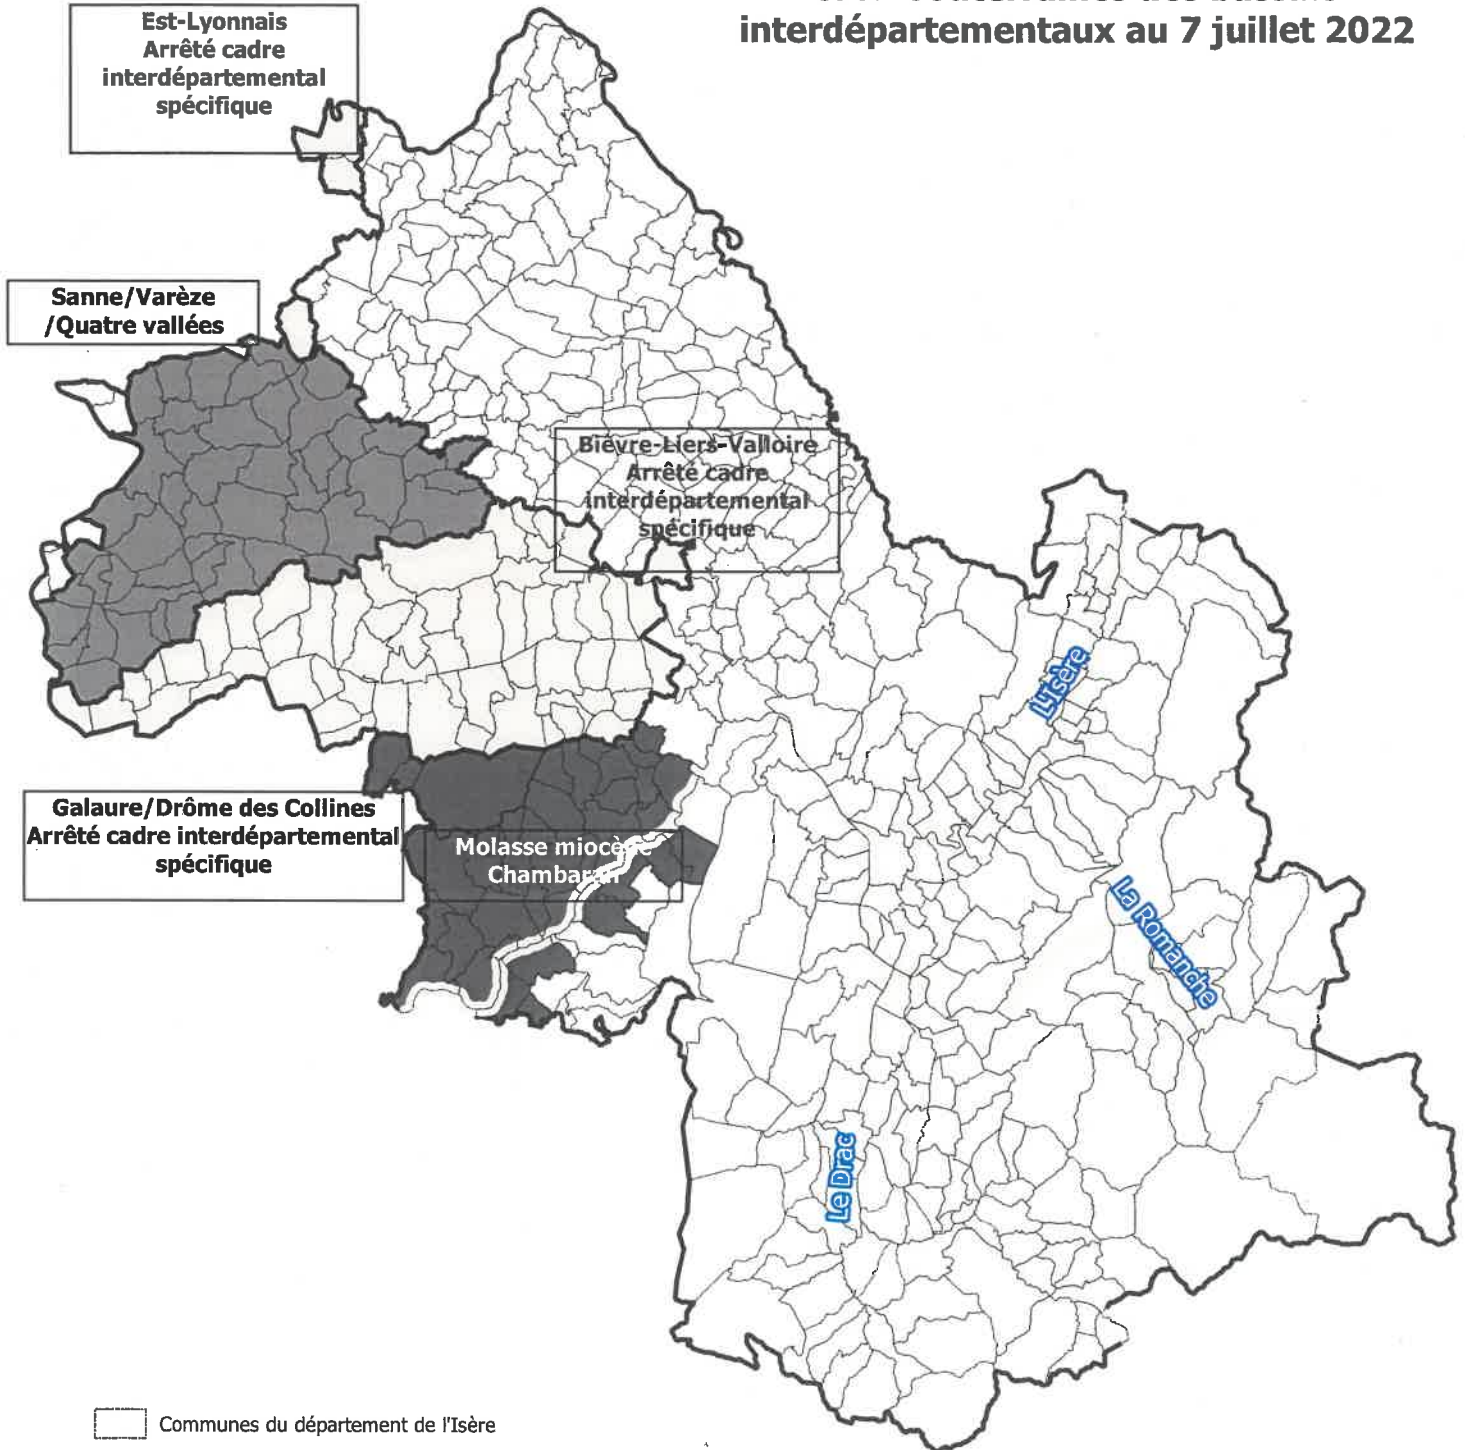 interdépartementaux au 7 juillet 2022
Est-Lyonnais
Arrêté cadre
interdépartemental
spécifique
Sanne/Varèze
/Quatre vallées
Bièvre-Liers-Valloire
Arrêté cadre
interdépartemental
spécifique
L'Isère
Galaure/Drôme des Collines
Arrêté cadre interdépartemental
spécifique
Molasse miocène
Chambaran
La Romanche
Le Drac
Communes du département de l'Isère